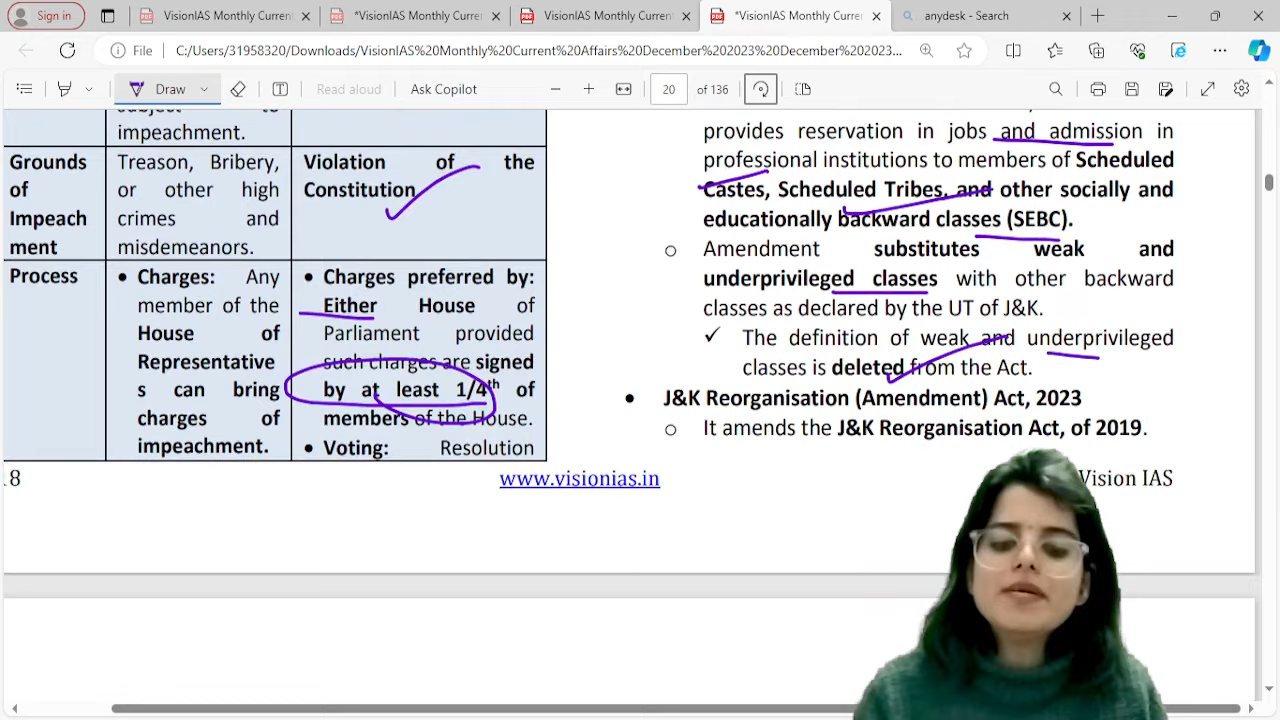 Sign in
VisionIAS Monthly Curren
*VisionIAS Monthly Curren
VisionIAS Monthly Curren
*VisionIAS Monthly Curren
anydesk - Search
File
C:/Users/31958320/Downloads/VisionIAS%20Monthly%20Current%20Affairs%20December%202023%20December%202023...
Draw
Read aloud
Ask Copilot
20 of 136
impeachment.
Grounds
of
Impeach
ment
Treason, Bribery,
or other high
crimes and
misdemeanors.
Violation of the
Constitution
Process
• Charges: Any
member of the
House of
Representative
s can bring
charges of
impeachment.
• Charges preferred by:
Either House of
Parliament provided
such charges are signed
by at least 1/4th of
members of the House.
• Voting: Resolution
provides reservation in jobs and admission in
professional institutions to members of Scheduled
Castes, Scheduled Tribes, and other socially and
educationally backward classes (SEBC).
o Amendment substitutes weak and
underprivileged classes with other backward
classes as declared by the UT of J&K.
✓ The definition of weak and underprivileged
classes is deleted from the Act.
• J&K Reorganisation (Amendment) Act, 2023
o It amends the J&K Reorganisation Act, of 2019.
18
www.visionias.in
Vision IAS